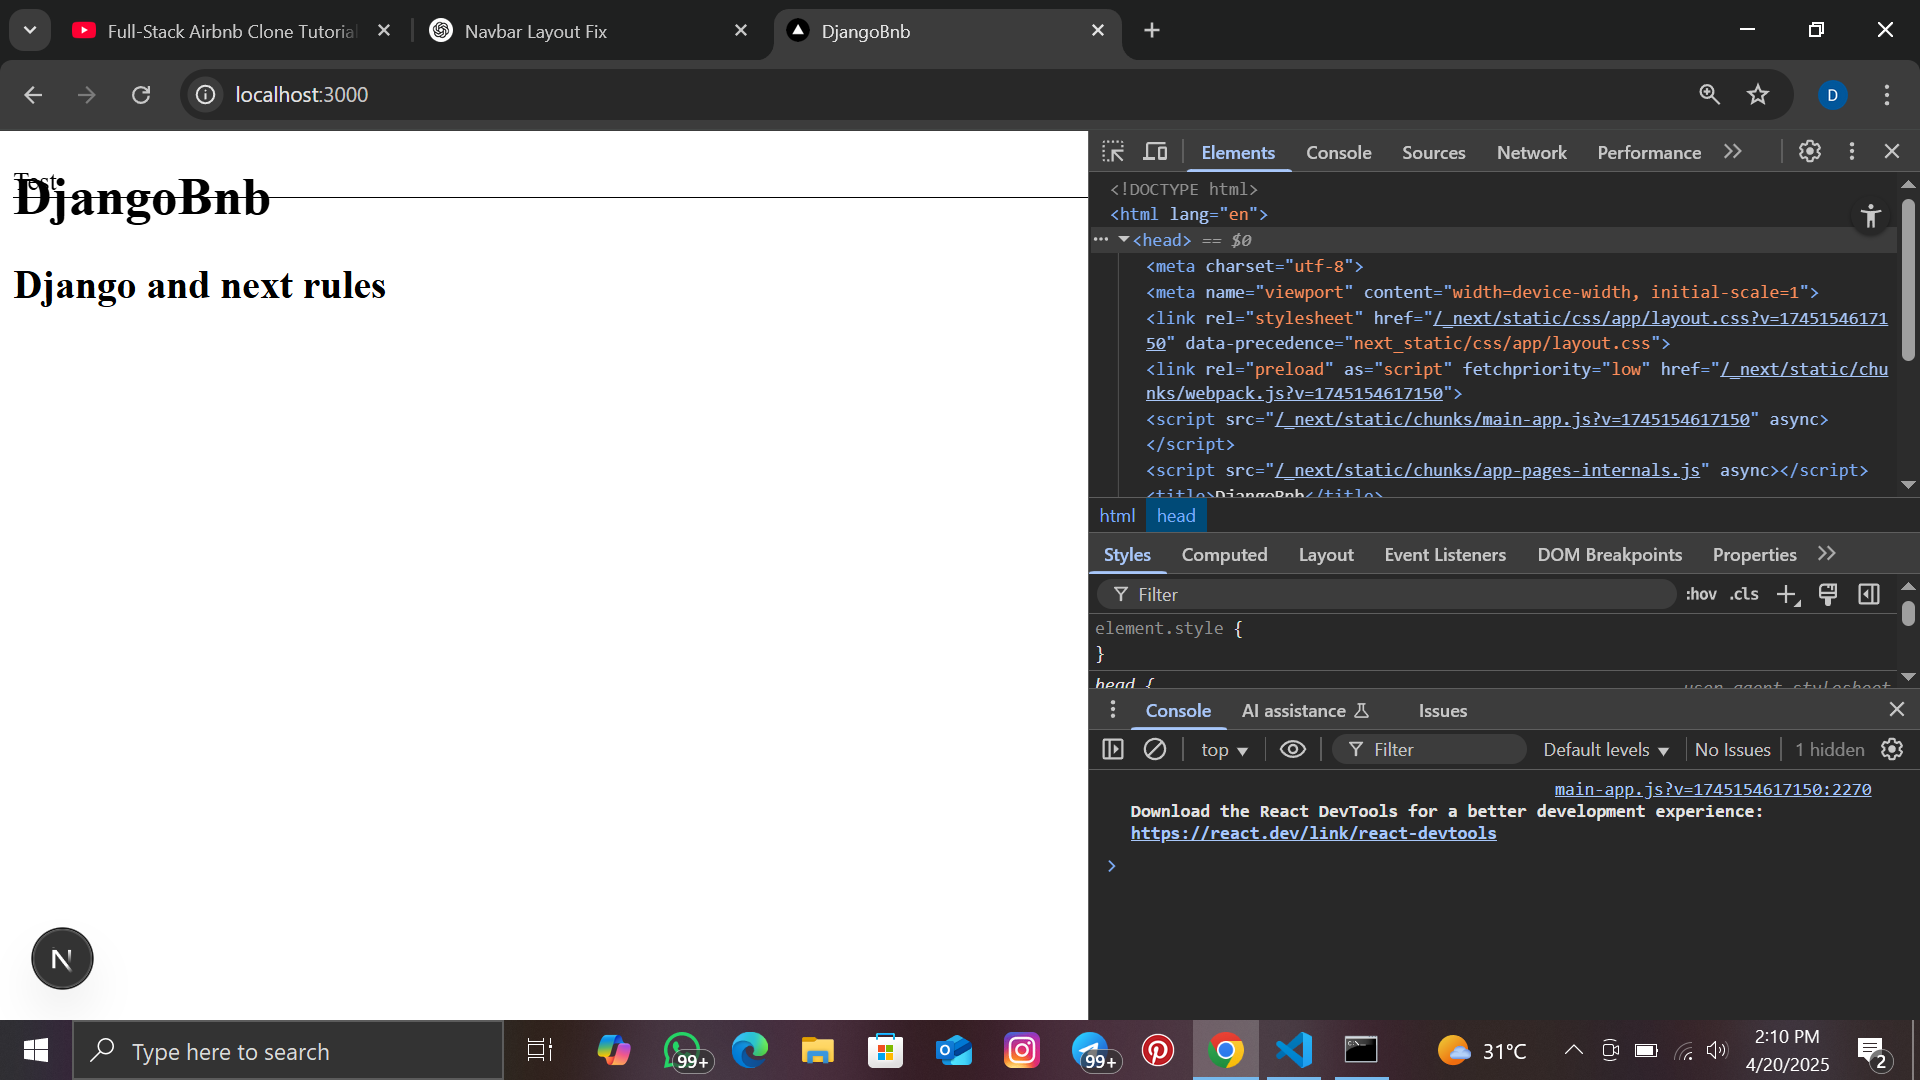 Full-Stack Airbnb Clone Tutorial
Navbar Layout Fix
DjangoBnb
localhost:3000
D
Test
DjangoBnb
Django and next rules
N
Elements Console Sources Network Performance
<!DOCTYPE html>
<html lang="en">
<head> == $0
<meta charset="utf-8">
<meta name="viewport" content="width=device-width, initial-scale=1">
<link rel="stylesheet" href="/_next/static/css/app/layout.css?v=17451546171
50" data-precedence="next_static/css/app/layout.css">
<link rel="preload" as="script" fetchpriority="low" href="/_next/static/chu
nks/webpack.js?v=1745154617150">
<script src="/_next/static/chunks/main-app.js?v=1745154617150" async>
</script>
<script src="/_next/static/chunks/app-pages-internals.js" async></script>
<title>DjangoBnb</title>
html head
Styles Computed Layout Event Listeners DOM Breakpoints Properties
Filter :hov .cls
element.style {
}
head {
user agent stylesheet
Console AI assistance Issues
top Filter Default levels No Issues 1 hidden
main-app.js?v=1745154617150:2270
Download the React DevTools for a better development experience:
https://react.dev/link/react-devtools
Type here to search
99+
99+
31°C
2:10 PM
4/20/2025
2